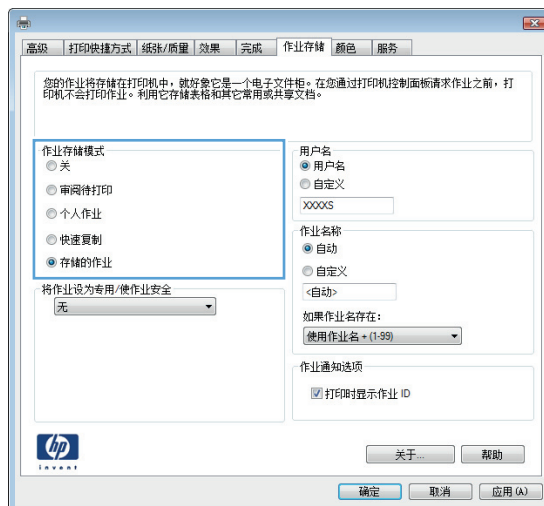 高级 打印快捷方式 纸张/质量 效果 完成 作业存储 颜色 服务
您的作业将存储在打印机中，就好象它是一个电子文件柜。在您通过打印机控制面板请求作业之前，打
印机不会打印作业。利用它存储表格和其它常用或共享文档。
作业存储模式
关
审阅待打印
个人作业
快速复制
存储的作业
将作业设为专用/使作业安全
无
用户名
用户名
自定义
XXXXS
作业名称
自动
自定义
<自动>
如果作业名存在:
使用作业名 + (1-99)
作业通知选项
打印时显示作业 ID
hp
invent
关于...
帮助
确定 取消 应用 (A)